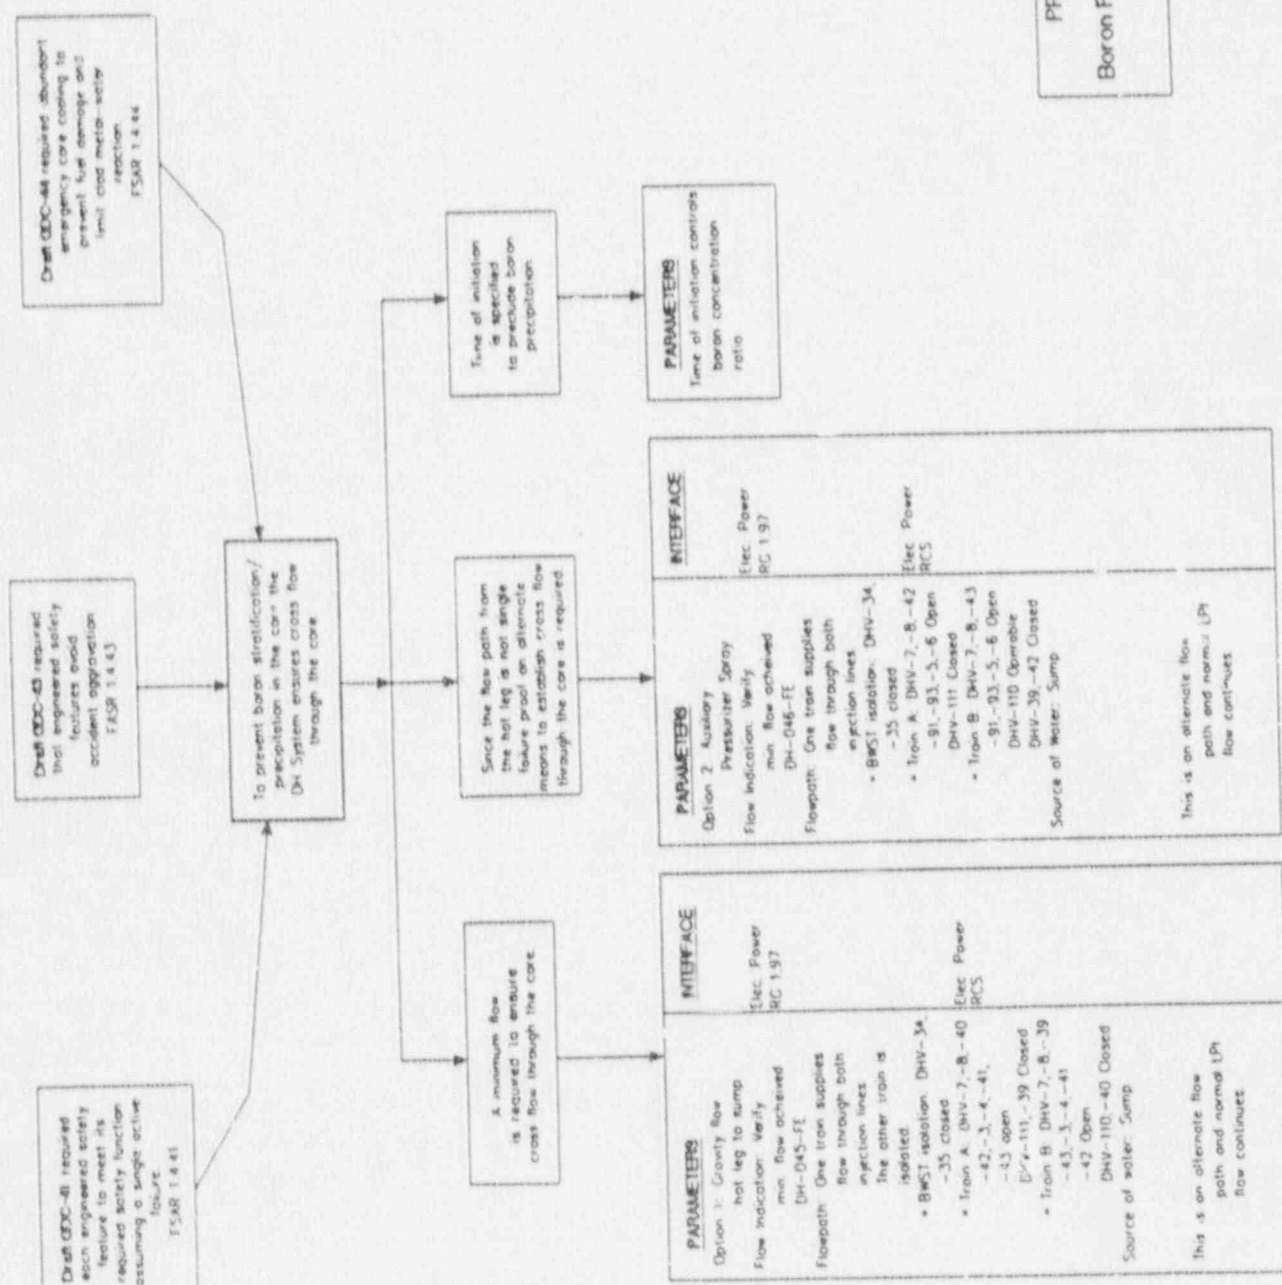 Draft GDC-41 required
each engineered safety
feature to meet its
required safety function
assuming a single active
failure.
FSAR 1.4.41
Draft GDC-43 required
that engineered safety
features avoid
accident aggravation
FASR 1.4.43
Draft GDC-44 required abundant
emergency core cooling to
prevent fuel damage and
limit clad metal-water
reaction
FSAR 1.4.44
To prevent boron stratification/
precipitation in the core the
DH System ensures cross flow
through the core
A minimum flow
is required to ensure
cross flow through the core
Since the flow path from
the hot leg is not single
failure proof an alternate
means to establish cross flow
through the core is required.
Time of initiation
is specified
to preclude boron
precipitation
PARAMETERS
INTERFACE
Option 1: Gravity flow
hot leg to sump
Flow Indication: Verify
min. flow acheived
DH-045-FE
Elec. Power
RG 1.97
Flowpath: One train supplies
flow through both
injection lines
The other train is
isolated.
• BWST isolation: DHV-34,
-35 closed
• Train A: DHV-7,-8,-40
-42,-3,-4,-41,
-43 open
DHV-111,-39 Closed
• Train B: DHV-7,-8,-39
-43,-3,-4,-41
-42 Open
DHV-110,-40 Closed
Elec Power
RCS
Source of water: Sump
This is an alternate flow
path and normal LPI
flow continues
PARAMETERS
INTERFACE
Option 2: Auxiliary
Pressurizer Spray
Flow Indication: Verify
min. flow acheived
DH-046-FE
Elec. Power
RG 1.97
Flowpath: One train supplies
flow through both
injection lines
• BWST isolation: DHV-34,
-35 closed
• Train A: DHV-7,-8,-42
-91,-93,-5,-6 Open
DHV-111 Closed
• Train B: DHV-7,-8,-43
-91,-93,-5,-6 Open
DHV-110 Operable
DHV-39,-42 Closed
Elec Power
RCS
Source of Water: Sump
This is an alternate flow
path and normal LPI
flow continues
PARAMETERS
Time of initiation controls
boron concentration
ratio
Boron